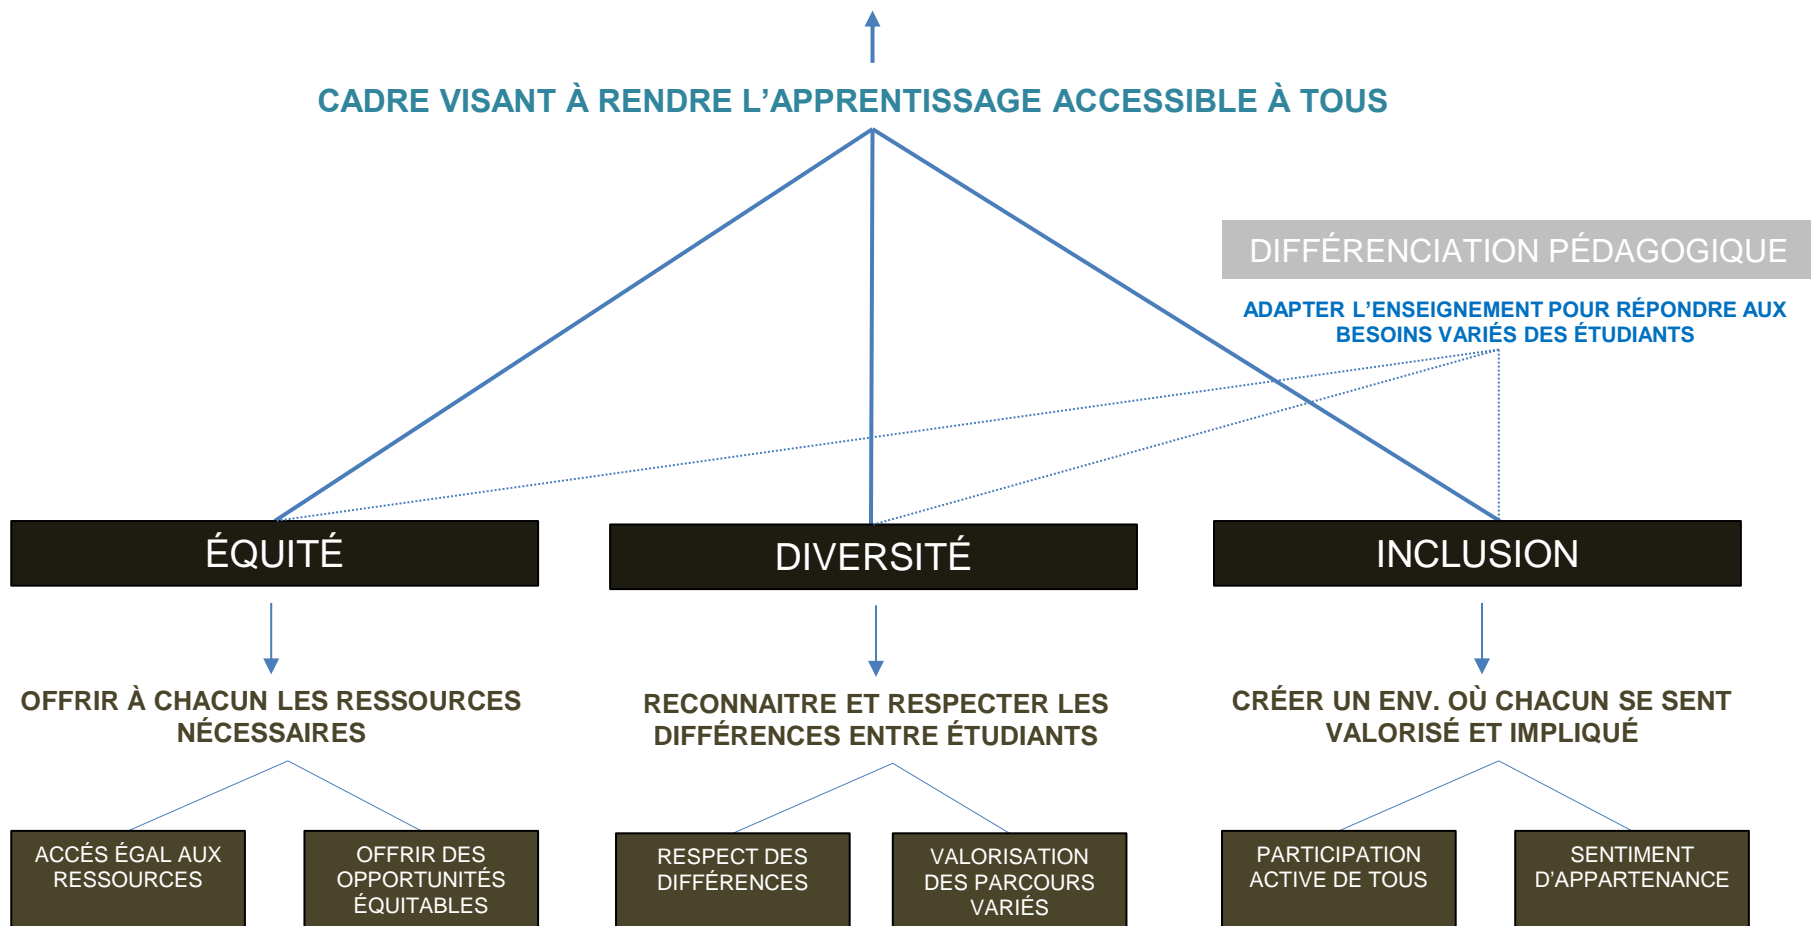 CADRE VISANT À RENDRE L’APPRENTISSAGE ACCESSIBLE À TOUS
DIFFÉRENCIATION PÉDAGOGIQUE
ADAPTER L’ENSEIGNEMENT POUR RÉPONDRE AUX
BESOINS VARIÉS DES ÉTUDIANTS
ÉQUITÉ
DIVERSITÉ
INCLUSION
OFFRIR À CHACUN LES RESSOURCES
NÉCESSAIRES
RECONNAITRE ET RESPECTER LES
DIFFÉRENCES ENTRE ÉTUDIANTS
CRÉER UN ENV. OÙ CHACUN SE SENT
VALORISÉ ET IMPLIQUÉ
ACCÉS ÉGAL AUX
RESSOURCES
OFFRIR DES
OPPORTUNITÉS
ÉQUITABLES
RESPECT DES
DIFFÉRENCES
VALORISATION
DES PARCOURS
VARIÉS
PARTICIPATION
ACTIVE DE TOUS
SENTIMENT
D’APPARTENANCE